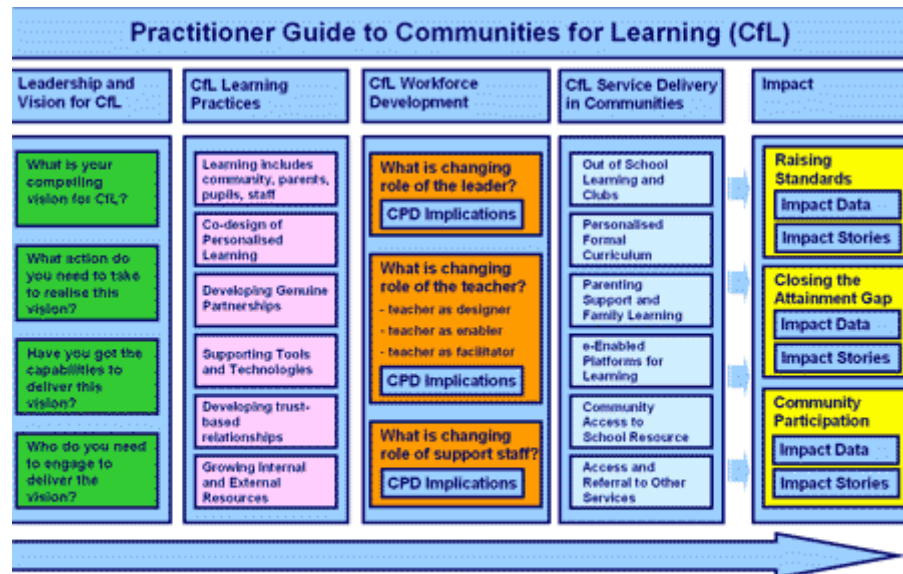 Practitioner Guide to Communities for Learning (CfL)
Leadership and
Vision for CfL
CfL Learning
Practices
CfL Workforce
Development
CfL Service Delivery
in Communities
Impact
What is your
compelling
vision for CfL?
What action do
you need to take
to realise this
vision?
Have you got the
capabilities to
deliver this
vision?
Who do you need
to engage to
deliver the
vision?
Learning includes
community, parents,
pupils, staff
Co-design of
Personalised
Learning
Developing Genuine
Partnerships
Supporting Tools
and Technologies
Developing trust-
based
relationships
Growing Internal
and External
Resources
What is changing
role of the leader?
CPD Implications
What is changing
role of the teacher?
- teacher as designer
- teacher as enabler
- teacher as facilitator
CPD Implications
What is changing
role of support staff?
CPD Implications
Out of School
Learning and
Clubs
Personalised
Formal
Curriculum
Parenting
Support and
Family Learning
e-Enabled
Platforms for
Learning
Community
Access to
School Resource
Access and
Referral to Other
Services
Raising
Standards
Impact Data
Impact Stories
Closing the
Attainment Gap
Impact Data
Impact Stories
Community
Participation
Impact Data
Impact Stories